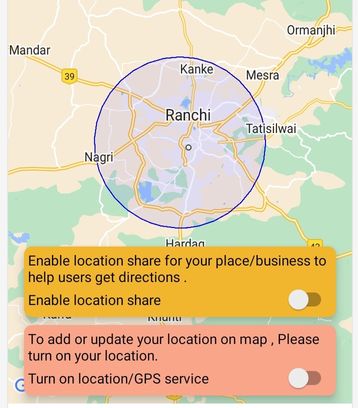 Ormanjhi
Mandar
39
Kanke
Mesra
Ranchi
Tatisilwai
Nagri
Hardag
Enable location share for your place/business to
help users get directions .
Enable location share
Khunti
To add or update your location on map , Please
turn on your location.
Turn on location/GPS service